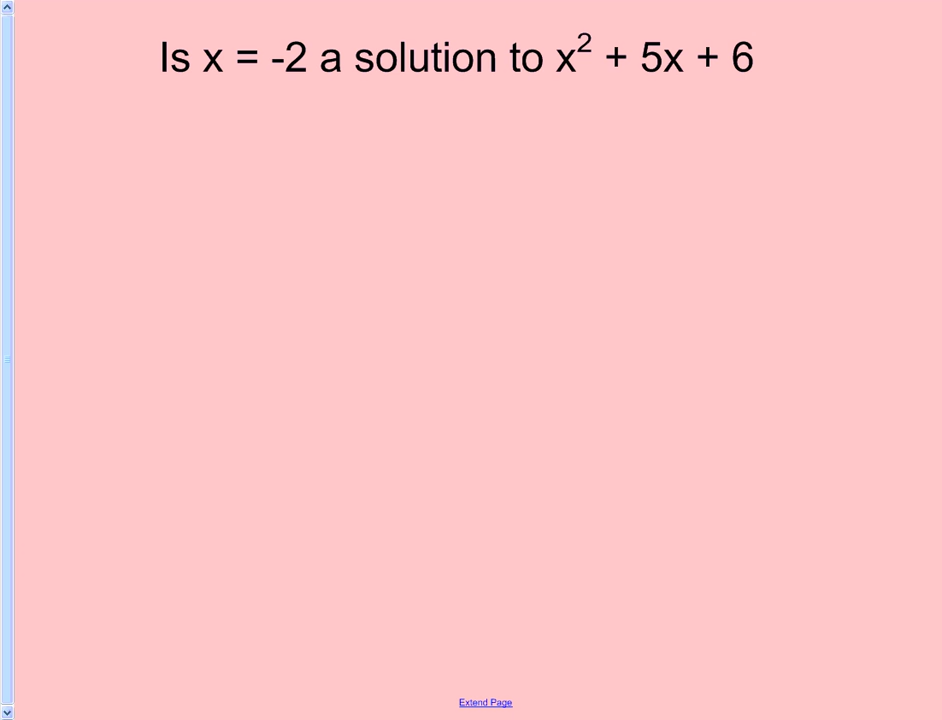 Is x = -2 a solution to x² + 5x + 6
Extend Page